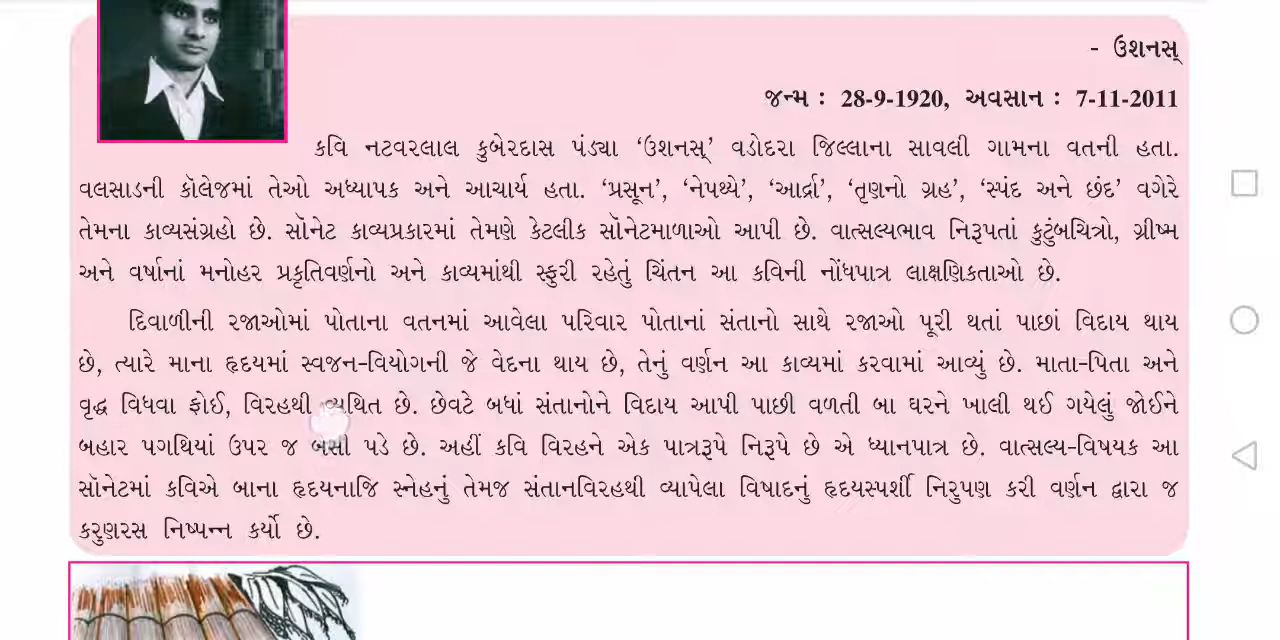 - ઉશનસ્
જન્મ : 28-9-1920, અવસાન : 7-11-2011
કવિ નટવરલાલ કુબેરદાસ પંડ્યા ‘ઉશનસ્’ વડોદરા જિલ્લાના સાવલી ગામના વતની હતા.
વલસાડની કૉલેજમાં તેઓ અધ્યાપક અને આચાર્ય હતા. ‘પ્રસૂન’, ‘નેપથ્યે’, ‘આર્દ્રા’, ‘તૃણનો ગ્રહ’, ‘સ્પંદ અને છંદ’ વગેરે
તેમના કાવ્યસંગ્રહો છે. સૉનેટ કાવ્યપ્રકારમાં તેમણે કેટલીક સૉનેટમાળાઓ આપી છે. વાત્સલ્યભાવ નિરૂપતાં કુટુંબચિત્રો, ગ્રીષ્મ
અને વર્ષાનાં મનોહર પ્રકૃતિવર્ણનો અને કાવ્યમાંથી સ્ફુરી રહેતું ચિંતન આ કવિની નોંધપાત્ર લાક્ષણિકતાઓ છે.
દિવાળીની રજાઓમાં પોતાના વતનમાં આવેલા પરિવાર પોતાનાં સંતાનો સાથે રજાઓ પૂરી થતાં પાછાં વિદાય થાય
છે, ત્યારે માના હૃદયમાં સ્વજન-વિયોગની જે વેદના થાય છે, તેનું વર્ણન આ કાવ્યમાં કરવામાં આવ્યું છે. માતા-પિતા અને
વૃદ્ધ વિધવા ફોઈ, વિરહથી વ્યથિત છે. છેવટે બધાં સંતાનોને વિદાય આપી પાછી વળતી બા ઘરને ખાલી થઈ ગયેલું જોઈને
બહાર પગથિયાં ઉપર જ બેસી પડે છે. અહીં કવિ વિરહને એક પાત્રરૂપે નિરૂપે છે એ ધ્યાનપાત્ર છે. વાત્સલ્ય-વિષયક આ
સૉનેટમાં કવિએ બાના હૃદયનાજિ સ્નેહનું તેમજ સંતાનવિરહથી વ્યાપેલા વિષાદનું હૃદયસ્પર્શી નિરુપણ કરી વર્ણન દ્વારા જ
કરુણરસ નિષ્પન્ન કર્યો છે.